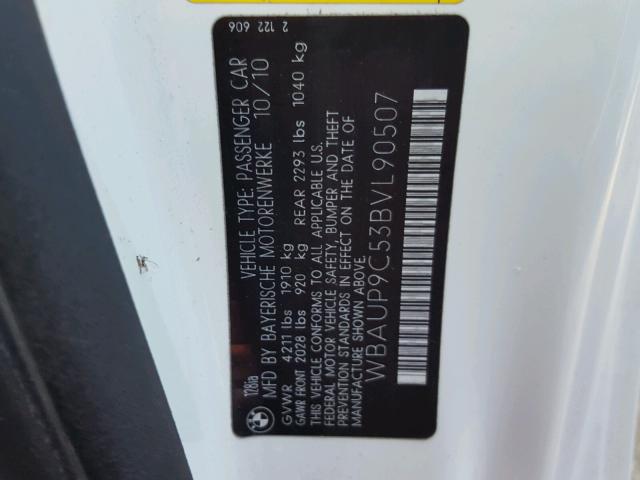 2 122 606
VEHICLE TYPE: PASSENGER CAR
128ia MFD BY BAYERISCHE MOTORENWERKE 10/10
GVWR 4211 lbs 1910 kg
GAWR FRONT 2028 lbs 920 kg REAR 2293 lbs 1040 kg
THIS VEHICLE CONFORMS TO ALL APPLICABLE U.S.
FEDERAL MOTOR VEHICLE SAFETY, BUMPER AND THEFT
PREVENTION STANDARDS IN EFFECT ON THE DATE OF
MANUFACTURE SHOWN ABOVE.
WBAUP9C53BVL90507